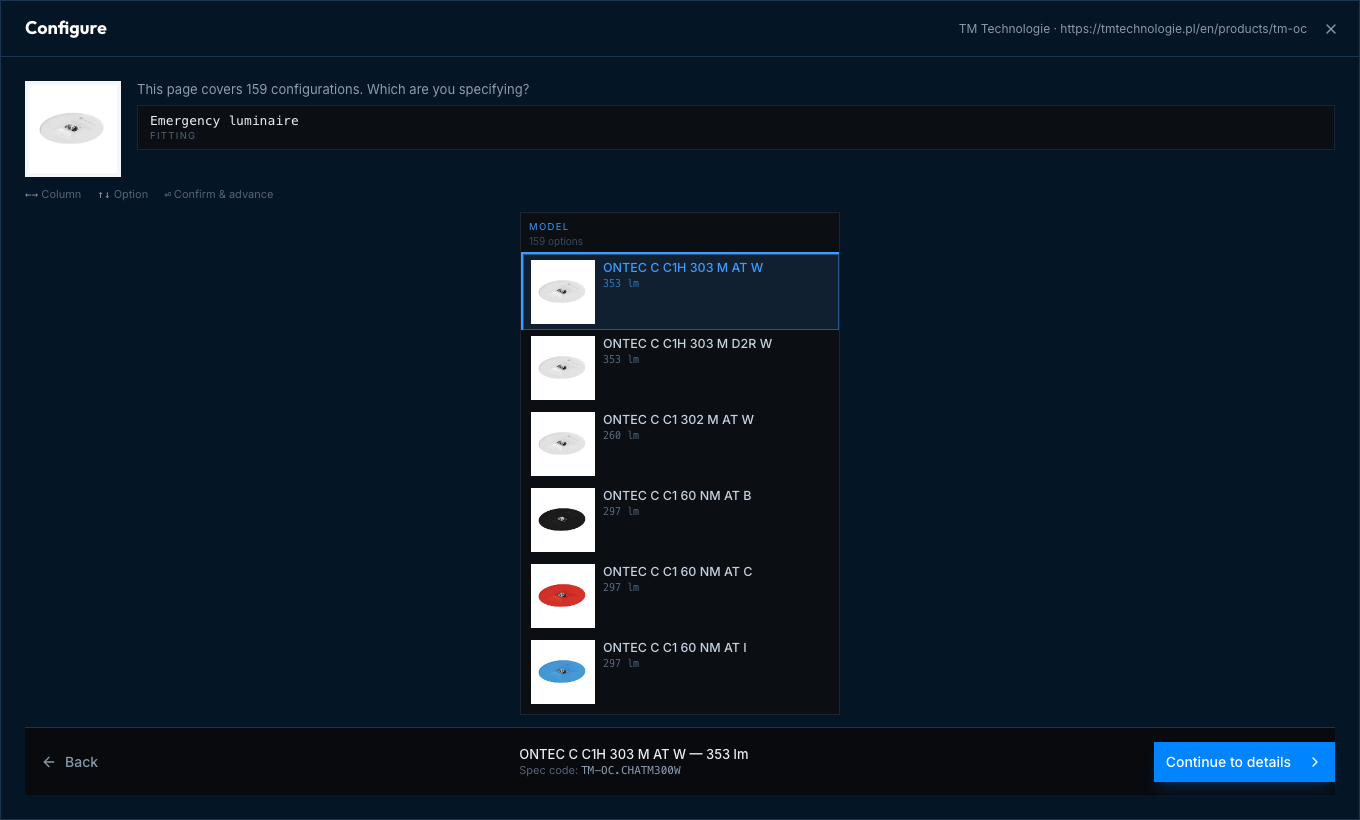 Configure
TM Technologie · https://tmtechnologie.pl/en/products/tm-oc
This page covers 159 configurations. Which are you specifying?
Emergency luminaire
FITTING
←→ Column ↑↓ Option ⏎ Confirm & advance
MODEL
159 options
ONTEC C C1H 303 M AT W
353 lm
ONTEC C C1H 303 M D2R W
353 lm
ONTEC C C1 302 M AT W
260 lm
ONTEC C C1 60 NM AT B
297 lm
ONTEC C C1 60 NM AT C
297 lm
ONTEC C C1 60 NM AT I
297 lm
← Back
ONTEC C C1H 303 M AT W — 353 lm
Spec code: TM-OC.CHATM300W
Continue to details